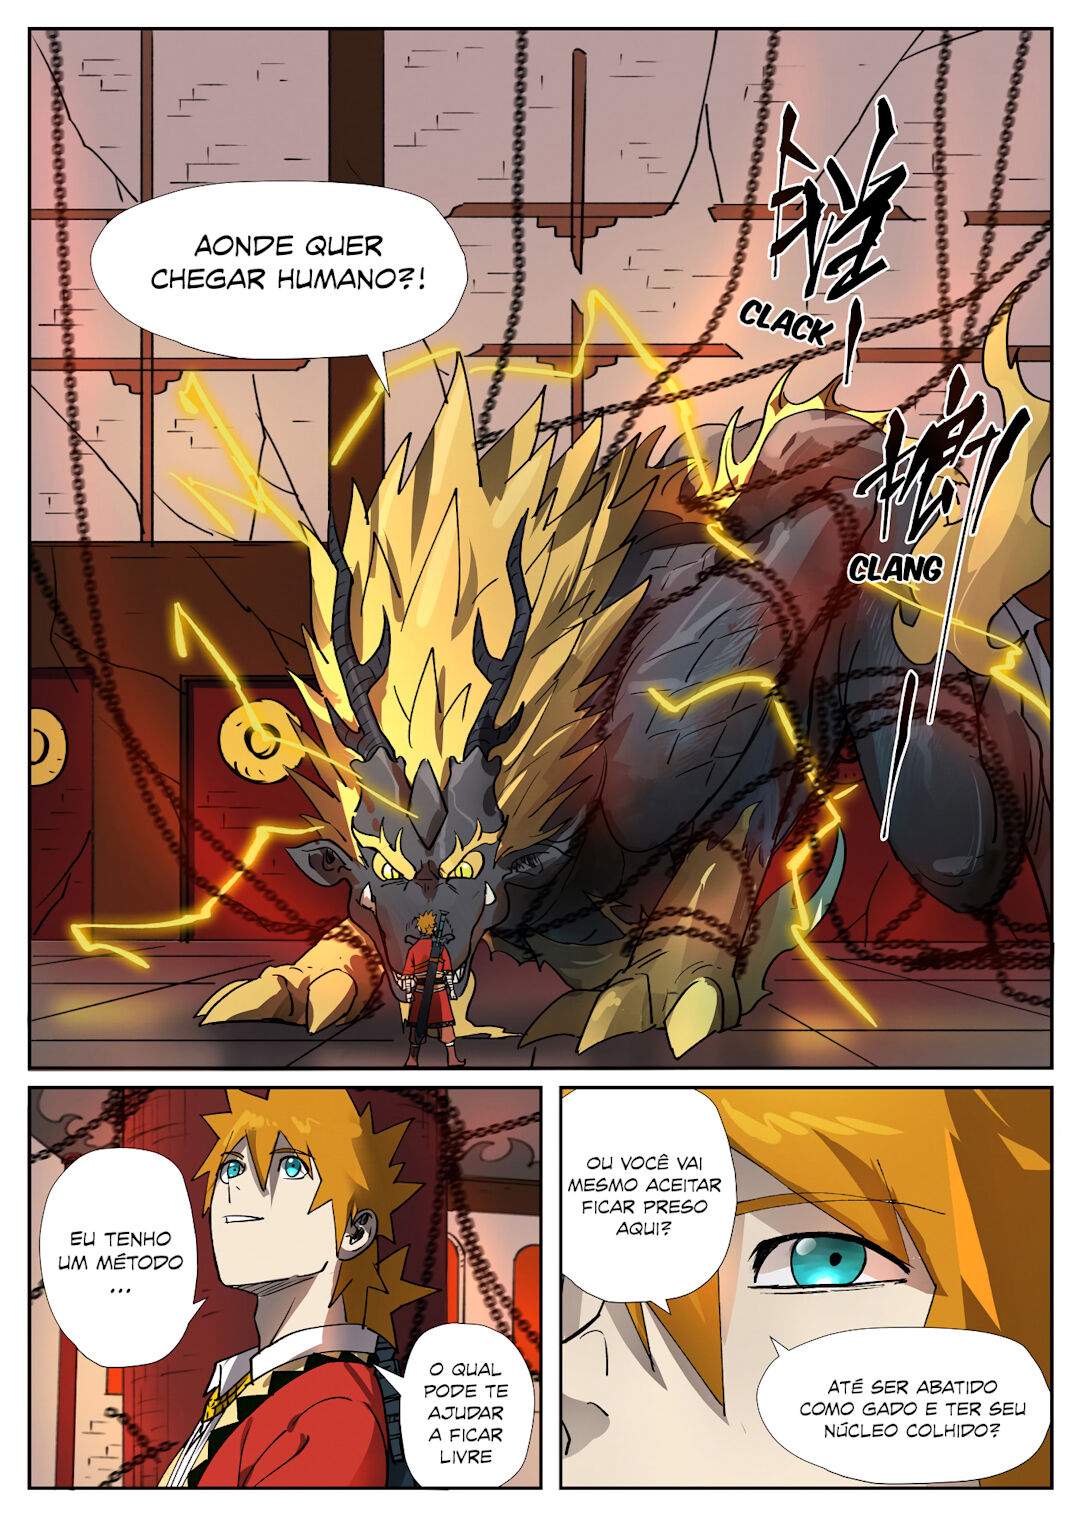 AONDE QUER
CHEGAR HUMANO?!
CLACK
CLANG
EU TENHO
UM MÉTODO
...
O QUAL
PODE TE
AJUDAR
A FICAR
LIVRE
OU VOCÊ VAI
MESMO ACEITAR
FICAR PRESO
AQUI?
ATÉ SER ABATIDO
COMO GADO E TER SEU
NÚCLEO COLHIDO?